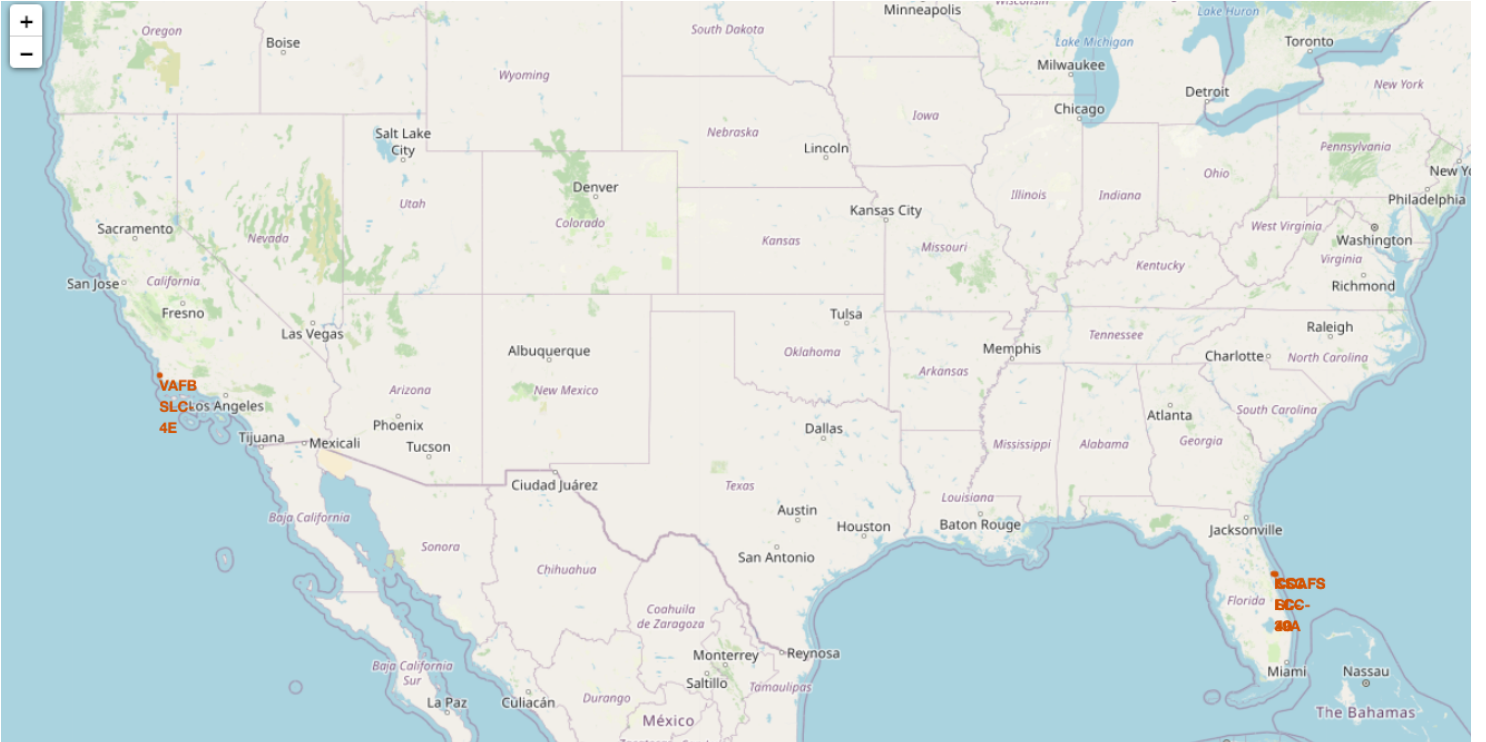 +
−
Oregon
Boise
South Dakota
Minneapolis
Wisconsin
Lake Huron
Toronto
Lake Michigan
Milwaukee
Wyoming
Detroit
New York
Chicago
Iowa
Salt Lake
City
Nebraska
Lincoln
Pennsylvania
New Yo
Ohio
Denver
Illinois
Indiana
Philadelphia
Utah
Colorado
Kansas City
Sacramento
Nevada
Kansas
Missouri
West Virginia
Washington
Virginia
San Jose
California
Kentucky
Richmond
Fresno
Las Vegas
Tulsa
Raleigh
Tennessee
Albuquerque
Oklahoma
Memphis
Charlotte
North Carolina
VAFB
SLC-
4E
Los Angeles
Arizona
New Mexico
Arkansas
Phoenix
Atlanta
South Carolina
Tijuana
Mexicali
Tucson
Dallas
Mississippi
Alabama
Georgia
Ciudad Juárez
Texas
Louisiana
Baja California
Austin
Houston
Baton Rouge
Jacksonville
Sonora
Chihuahua
San Antonio
Florida
Coahuila
de Zaragoza
Baja California
Sur
Monterrey
Reynosa
Saltillo
Tamaulipas
Miami
Nassau
La Paz
Culiacán
Durango
México
The Bahamas